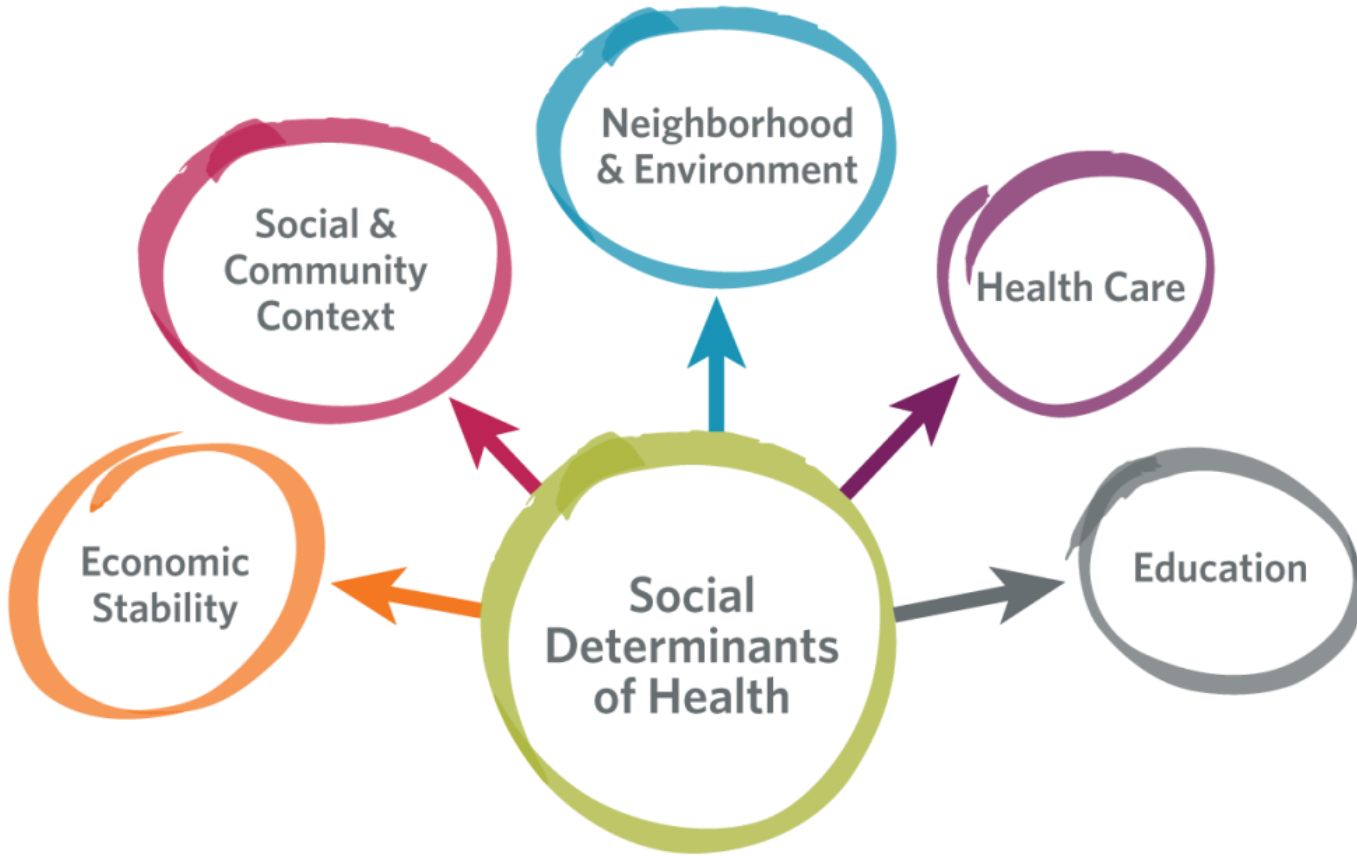 Neighborhood
& Environment
Social &
Community
Context
Health Care
Economic
Stability
Education
Social
Determinants
of Health